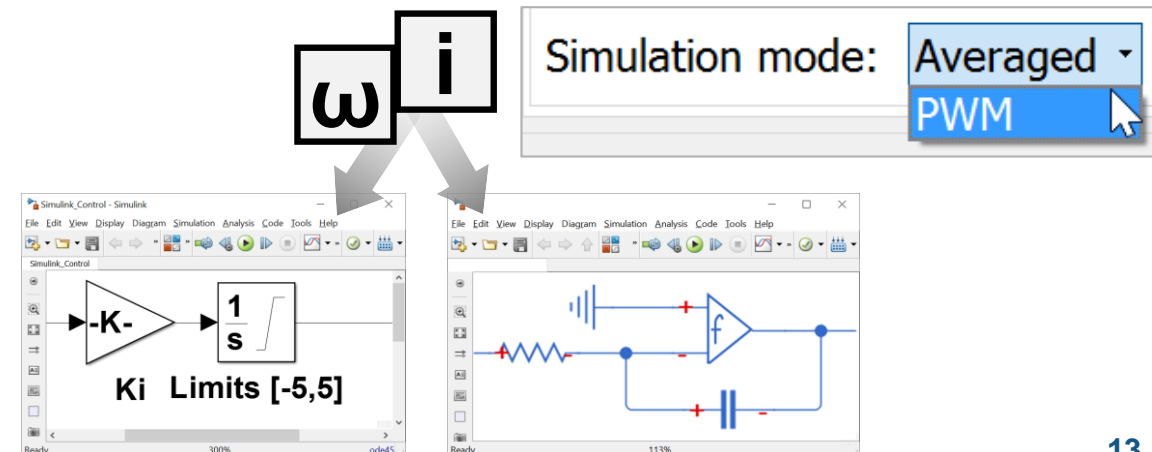 ω
i
Simulation mode: Averaged
PWM
Simulink_Control - Simulink
File Edit View Display Diagram Simulation Analysis Code Tools Help
Simulink_Control
-K-
1
s
Ki Limits [-5,5]
Ready 300% ode45
File Edit View Display Diagram Simulation Analysis Code Tools Help
+
f
+ -
-
+ -
Ready 113%
13